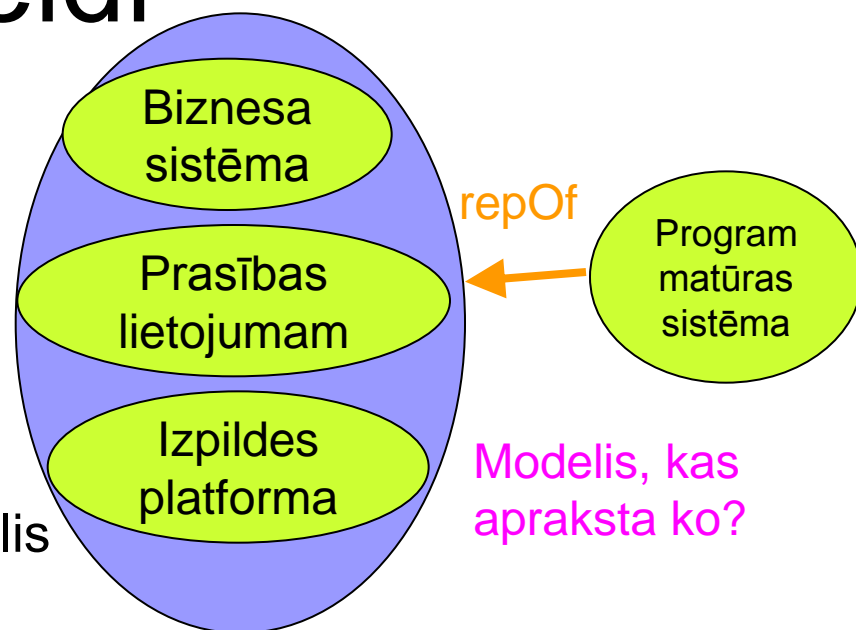 Biznesa
sistēma
repOf
Program
matūras
sistēma
Prasības
lietojumam
Izpildes
platforma
Modelis, kas
apraksta ko?
lis